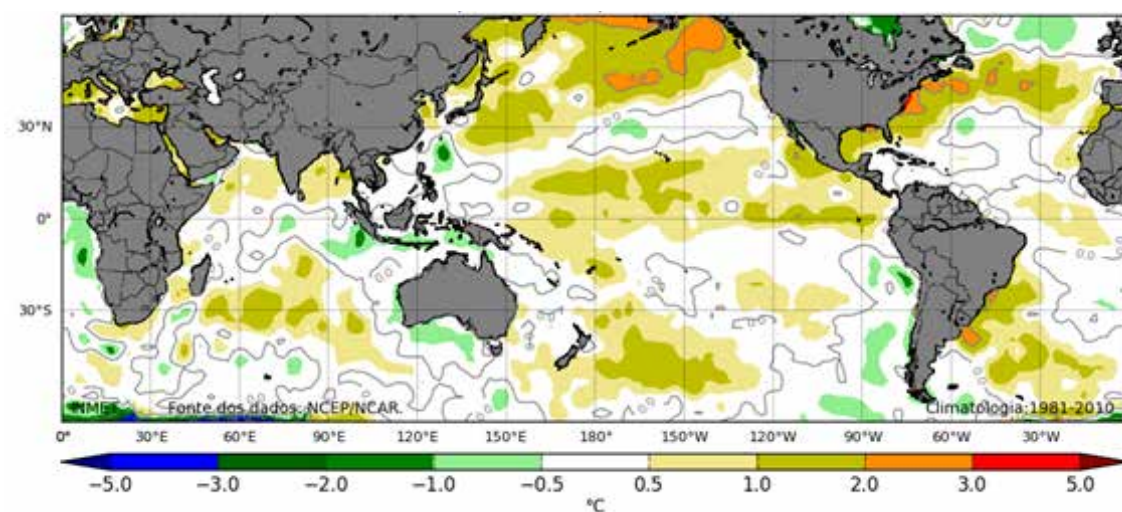 30°N
0°
30°S
INMET Fonte dos dados: NCEP/NCAR. Climatologia:1981-2010
0° 30°E 60°E 90°E 120°E 150°E 180° 150°W 120°W 90°W 60°W 30°W
−5.0 −3.0 −2.0 −1.0 −0.5 0.5 1.0 2.0 3.0 5.0
°C